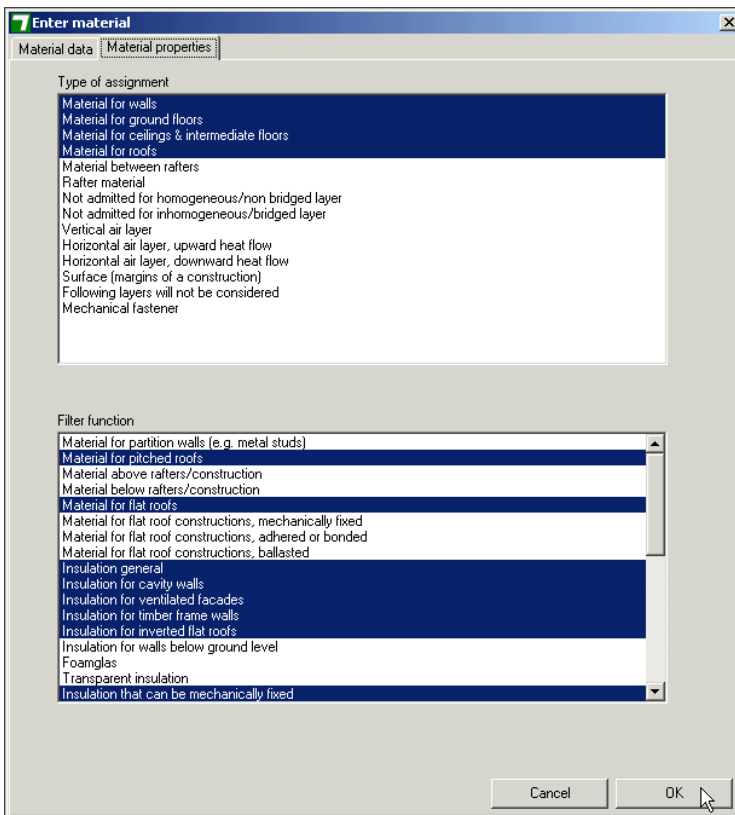 Enter material
Material data Material properties
Type of assignment
Material for walls
Material for ground floors
Material for ceilings & intermediate floors
Material for roofs
Material between rafters
Rafter material
Not admitted for homogeneous/non bridged layer
Not admitted for inhomogeneous/bridged layer
Vertical air layer
Horizontal air layer, upward heat flow
Horizontal air layer, downward heat flow
Surface (margins of a construction)
Following layers will not be considered
Mechanical fastener
Filter function
Material for partition walls (e.g. metal studs)
Material for pitched roofs
Material above rafters/construction
Material below rafters/construction
Material for flat roofs
Material for flat roof constructions, mechanically fixed
Material for flat roof constructions, adhered or bonded
Material for flat roof constructions, ballasted
Insulation general
Insulation for cavity walls
Insulation for ventilated facades
Insulation for timber frame walls
Insulation for inverted flat roofs
Insulation for walls below ground level
Foamglas
Transparent insulation
Insulation that can be mechanically fixed
Cancel OK